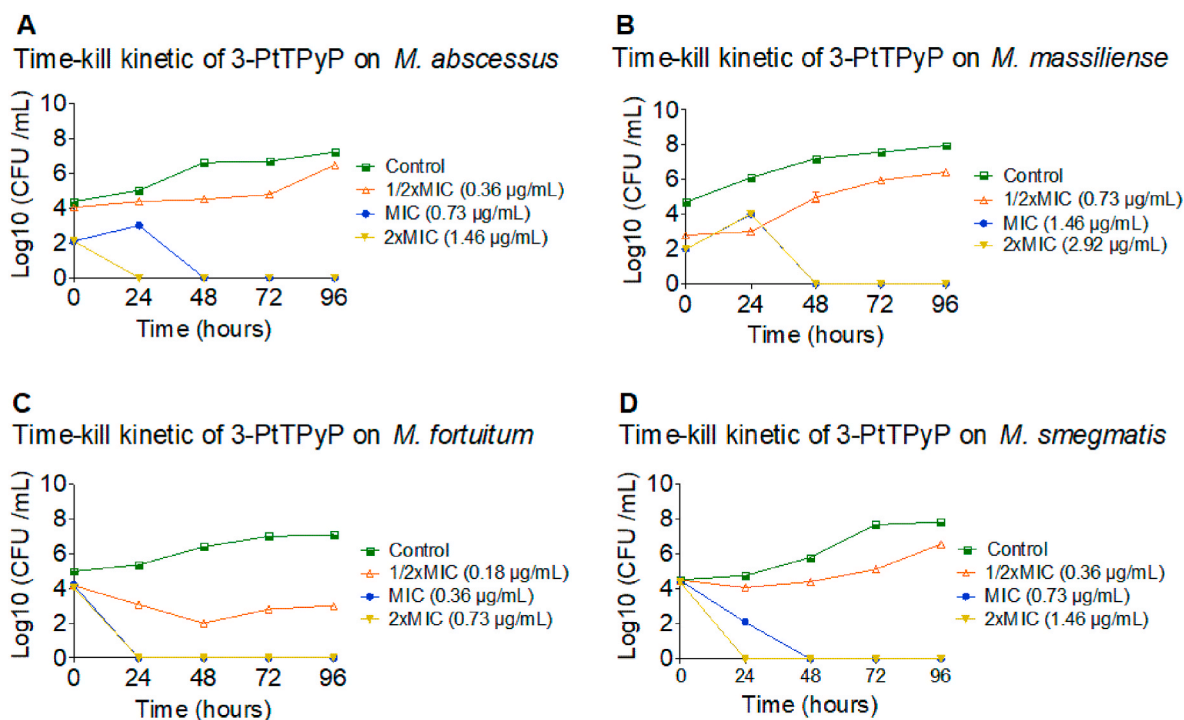 A
Time-kill kinetic of 3-PtTPyP on M. abscessus
Log10 (CFU /mL)
10
8
6
4
2
0
0 24 48 72 96
Time (hours)
Control
1/2xMIC (0.36 µg/mL)
MIC (0.73 µg/mL)
2xMIC (1.46 µg/mL)
B
Time-kill kinetic of 3-PtTPyP on M. massiliense
Log10 (CFU /mL)
10
8
6
4
2
0
0 24 48 72 96
Time (hours)
Control
1/2xMIC (0.73 µg/mL)
MIC (1.46 µg/mL)
2xMIC (2.92 µg/mL)
C
Time-kill kinetic of 3-PtTPyP on M. fortuitum
Log10 (CFU /mL)
10
8
6
4
2
0
0 24 48 72 96
Time (hours)
Control
1/2xMIC (0.18 µg/mL)
MIC (0.36 µg/mL)
2xMIC (0.73 µg/mL)
D
Time-kill kinetic of 3-PtTPyP on M. smegmatis
Log10 (CFU /mL)
10
8
6
4
2
0
0 24 48 72 96
Time (hours)
Control
1/2xMIC (0.36 µg/mL)
MIC (0.73 µg/mL)
2xMIC (1.46 µg/mL)